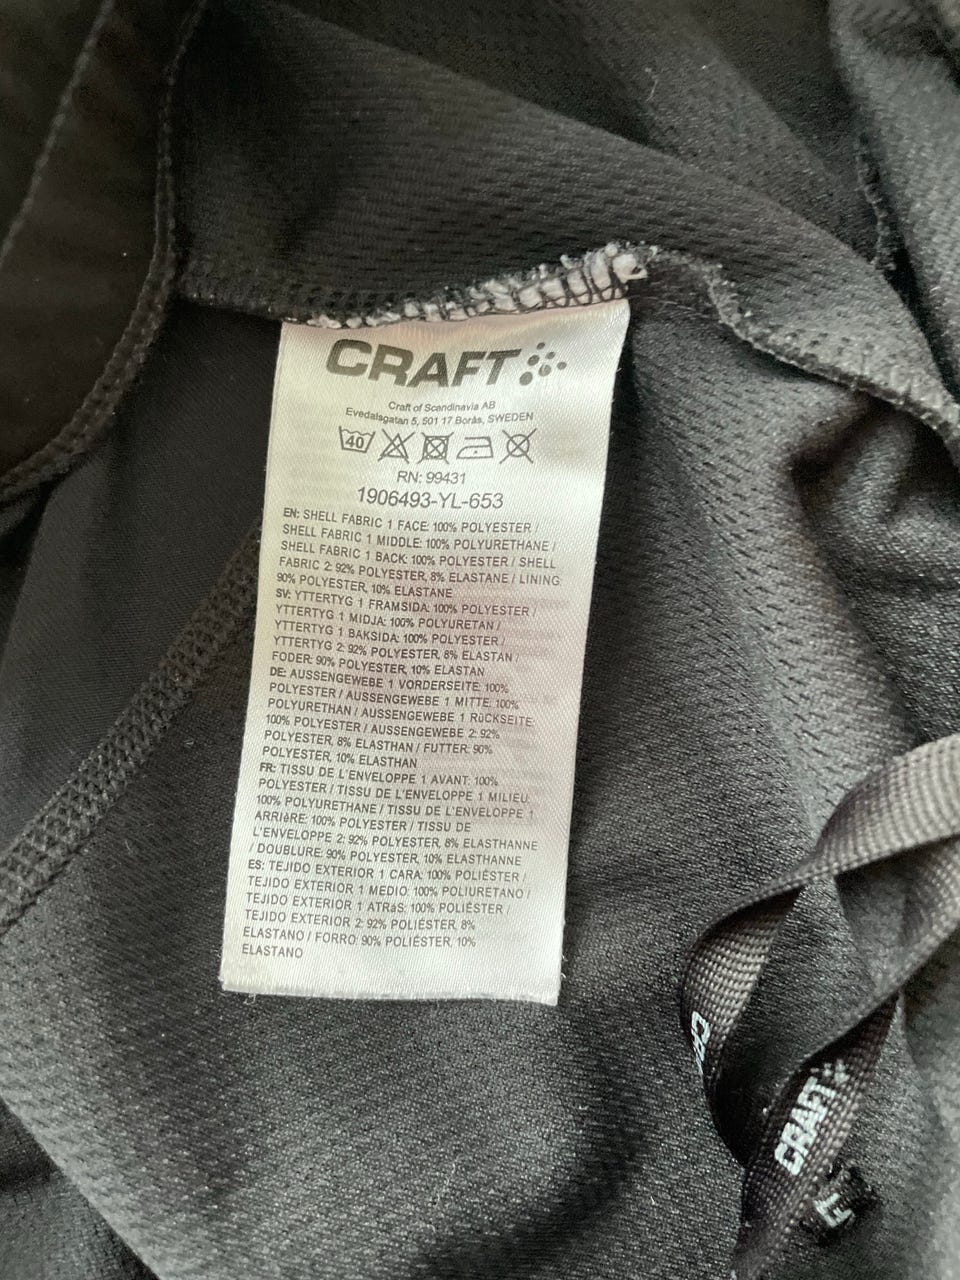 CRAFT
Craft of Scandinavia AB
Evedalsgatan 5, 501 17 Borås, SWEDEN
40
RN: 99431
1906493-YL-653
EN: SHELL FABRIC 1 FACE: 100% POLYESTER /
SHELL FABRIC 1 MIDDLE: 100% POLYURETHANE /
SHELL FABRIC 1 BACK: 100% POLYESTER / SHELL
FABRIC 2: 92% POLYESTER, 8% ELASTANE / LINING:
90% POLYESTER, 10% ELASTANE
SV: YTTERTYG 1 FRAMSIDA: 100% POLYESTER /
YTTERTYG 1 MIDJA: 100% POLYURETAN /
YTTERTYG 1 BAKSIDA: 100% POLYESTER /
YTTERTYG 2: 92% POLYESTER, 8% ELASTAN /
FODER: 90% POLYESTER, 10% ELASTAN
DE: AUSSENGEWEBE 1 VORDERSEITE: 100%
POLYESTER / AUSSENGEWEBE 1 MITTE: 100%
POLYURETHAN / AUSSENGEWEBE 1 RÜCKSEITE:
100% POLYESTER / AUSSENGEWEBE 2: 92%
POLYESTER, 8% ELASTHAN / FUTTER: 90%
POLYESTER, 10% ELASTHAN
FR: TISSU DE L'ENVELOPPE 1 AVANT: 100%
POLYESTER / TISSU DE L'ENVELOPPE 1 MILIEU:
100% POLYURETHANE / TISSU DE L'ENVELOPPE 1
ARRIèRE: 100% POLYESTER / TISSU DE
L'ENVELOPPE 2: 92% POLYESTER, 8% ELASTHANNE
/ DOUBLURE: 90% POLYESTER, 10% ELASTHANNE
ES: TEJIDO EXTERIOR 1 CARA: 100% POLIÉSTER /
TEJIDO EXTERIOR 1 MEDIO: 100% POLIURETANO /
TEJIDO EXTERIOR 1 ATRáS: 100% POLIÉSTER /
TEJIDO EXTERIOR 2: 92% POLIÉSTER, 8%
ELASTANO / FORRO: 90% POLIÉSTER, 10%
ELASTANO
CRAFT